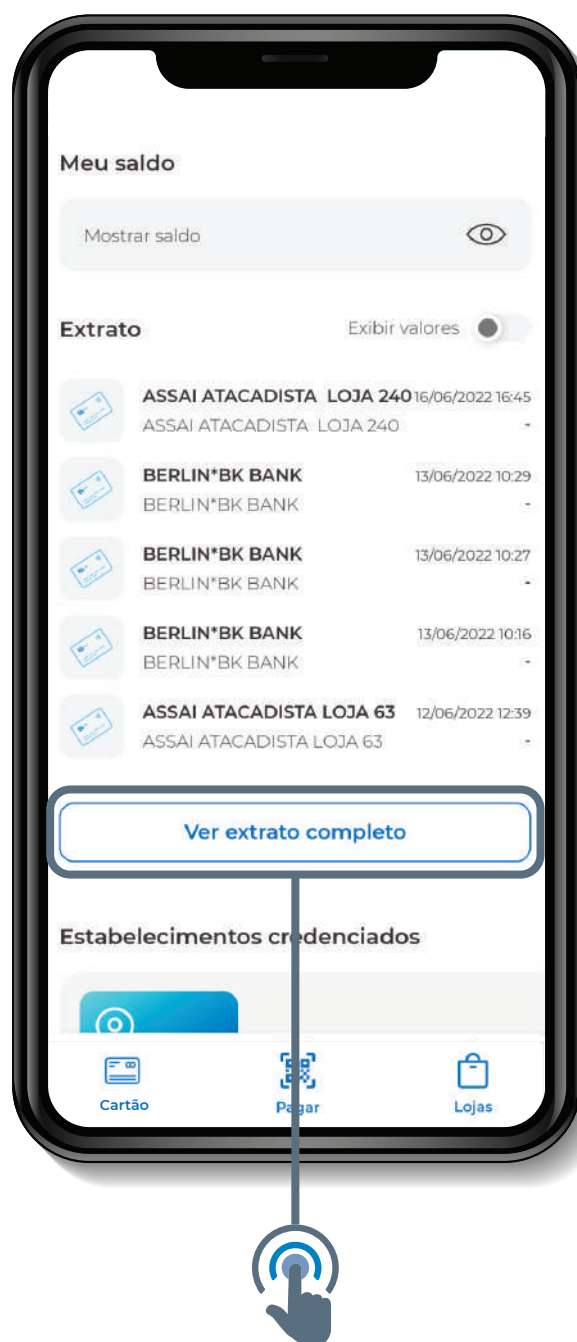 Meu saldo
Mostrar saldo
Extrato Exibir valores
ASSAI ATACADISTA LOJA 240 16/06/2022 16:45
ASSAI ATACADISTA LOJA 240 -
BERLIN*BK BANK 13/06/2022 10:29
BERLIN*BK BANK -
BERLIN*BK BANK 13/06/2022 10:27
BERLIN*BK BANK -
BERLIN*BK BANK 13/06/2022 10:16
BERLIN*BK BANK -
ASSAI ATACADISTA LOJA 63 12/06/2022 12:39
ASSAI ATACADISTA LOJA 63 -
Ver extrato completo
Estabelecimentos credenciados
Cartão Pagar Lojas